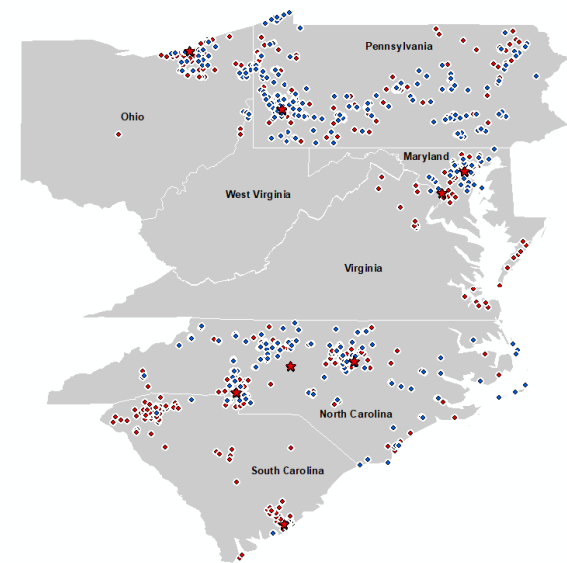 Pennsylvania
Ohio
Maryland
West Virginia
Virginia
North Carolina
South Carolina